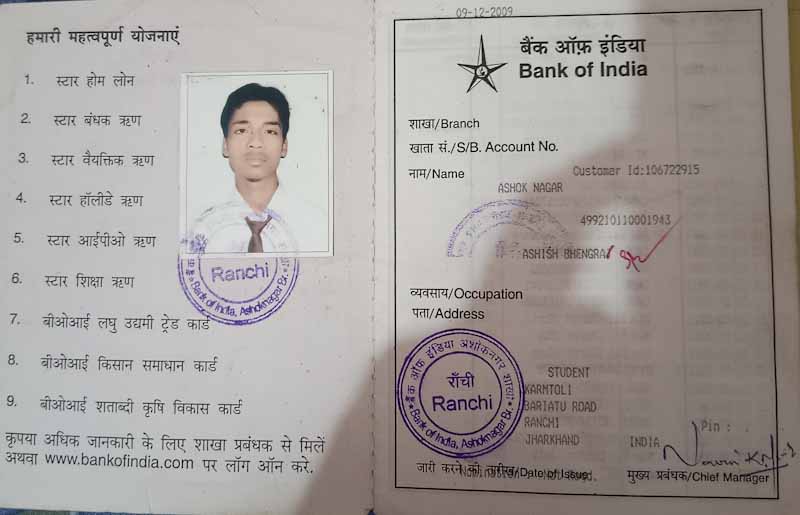 हमारी महत्वपूर्ण योजनाएं
1. स्टार होम लोन
2. स्टार बंधक ऋण
3. स्टार वैयक्तिक ऋण
4. स्टार हॉलीडे ऋण
5. स्टार आईपीओ ऋण
6. स्टार शिक्षा ऋण
7. बीओआई लघु उद्यमी ट्रेड कार्ड
8. बीओआई किसान समाधान कार्ड
9. बीओआई शताब्दी कृषि विकास कार्ड
कृपया अधिक जानकारी के लिए शाखा प्रबंधक से मिलें
अथवा www.bankofindia.com पर लॉग ऑन करें.
Ranchi
Bank of India, Ashoknagar Br.
09-12-2009
बैंक ऑफ़ इंडिया
Bank of India
शाखा/Branch
खाता सं./S/B. Account No.
नाम/Name
Customer Id:106722915
ASHOK NAGAR
499210110001943
ASHISH BHENGRA
व्यवसाय/Occupation
पता/Address
बैंक ऑफ इंडिया अशोकनगर शाखा
राँची
Ranchi
Bank of India, Ashoknagar Br.
STUDENT
KARMTOLI
BARIATU ROAD
RANCHI
JHARKHAND INDIA
Pin :
जारी करने की तारीख/Date of Issue
मुख्य प्रबंधक/Chief Manager